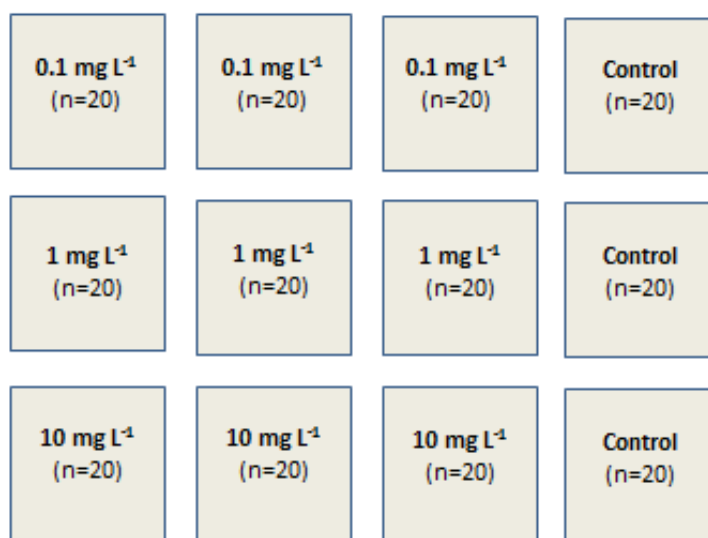 0.1 mg L⁻¹
(n=20)
0.1 mg L⁻¹
(n=20)
0.1 mg L⁻¹
(n=20)
Control
(n=20)
1 mg L⁻¹
(n=20)
1 mg L⁻¹
(n=20)
1 mg L⁻¹
(n=20)
Control
(n=20)
10 mg L⁻¹
(n=20)
10 mg L⁻¹
(n=20)
10 mg L⁻¹
(n=20)
Control
(n=20)